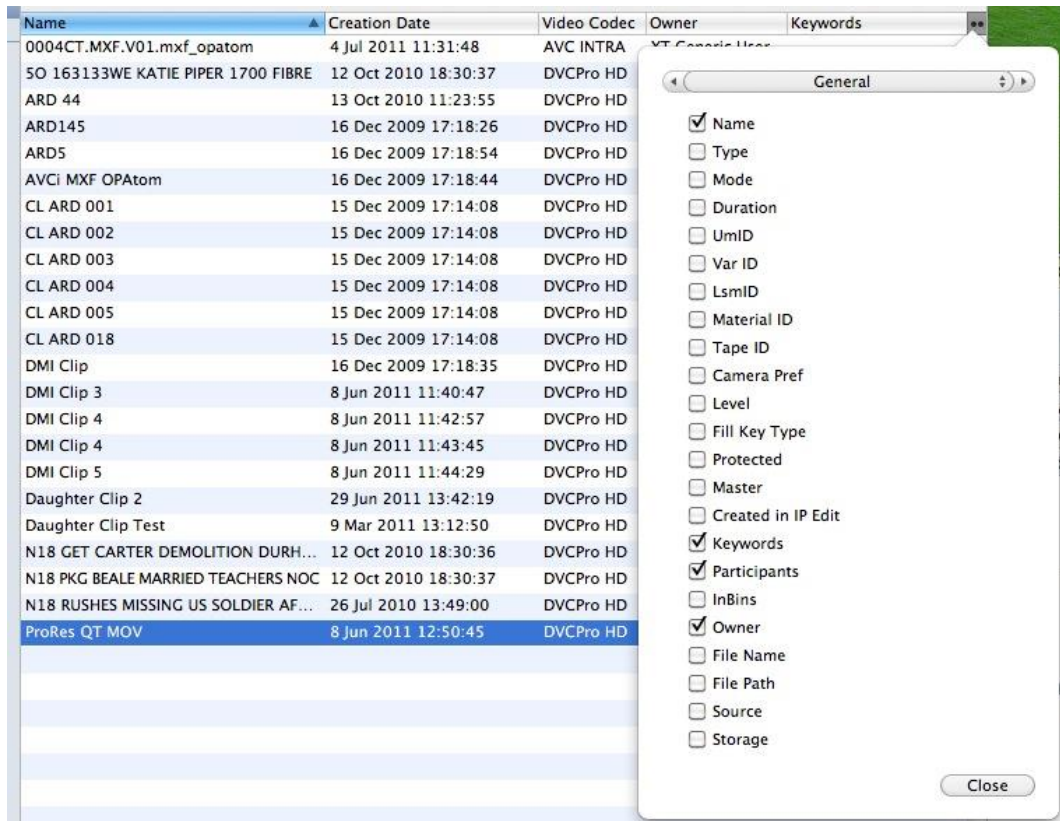 Name Creation Date Video Codec Owner Keywords
0004CT.MXF.V01.mxf_opatom 4 Jul 2011 11:31:48 AVC INTRA XT Generic User
5O 163133WE KATIE PIPER 1700 FIBRE 12 Oct 2010 18:30:37 DVCPro HD
ARD 44 13 Oct 2010 11:23:55 DVCPro HD
ARD145 16 Dec 2009 17:18:26 DVCPro HD
ARD5 16 Dec 2009 17:18:54 DVCPro HD
AVCi MXF OPAtom 16 Dec 2009 17:18:44 DVCPro HD
CL ARD 001 15 Dec 2009 17:14:08 DVCPro HD
CL ARD 002 15 Dec 2009 17:14:08 DVCPro HD
CL ARD 003 15 Dec 2009 17:14:08 DVCPro HD
CL ARD 004 15 Dec 2009 17:14:08 DVCPro HD
CL ARD 005 15 Dec 2009 17:14:08 DVCPro HD
CL ARD 018 15 Dec 2009 17:14:08 DVCPro HD
DMI Clip 16 Dec 2009 17:18:35 DVCPro HD
DMI Clip 3 8 Jun 2011 11:40:47 DVCPro HD
DMI Clip 4 8 Jun 2011 11:42:57 DVCPro HD
DMI Clip 4 8 Jun 2011 11:43:45 DVCPro HD
DMI Clip 5 8 Jun 2011 11:44:29 DVCPro HD
Daughter Clip 2 29 Jun 2011 13:42:19 DVCPro HD
Daughter Clip Test 9 Mar 2011 13:12:50 DVCPro HD
N18 GET CARTER DEMOLITION DURH... 12 Oct 2010 18:30:36 DVCPro HD
N18 PKG BEALE MARRIED TEACHERS NOC 12 Oct 2010 18:30:37 DVCPro HD
N18 RUSHES MISSING US SOLDIER AF... 26 Jul 2010 13:49:00 DVCPro HD
ProRes QT MOV 8 Jun 2011 12:50:45 DVCPro HD
General
Name
Type
Mode
Duration
UmID
Var ID
LsmID
Material ID
Tape ID
Camera Pref
Level
Fill Key Type
Protected
Master
Created in IP Edit
Keywords
Participants
InBins
Owner
File Name
File Path
Source
Storage
Close